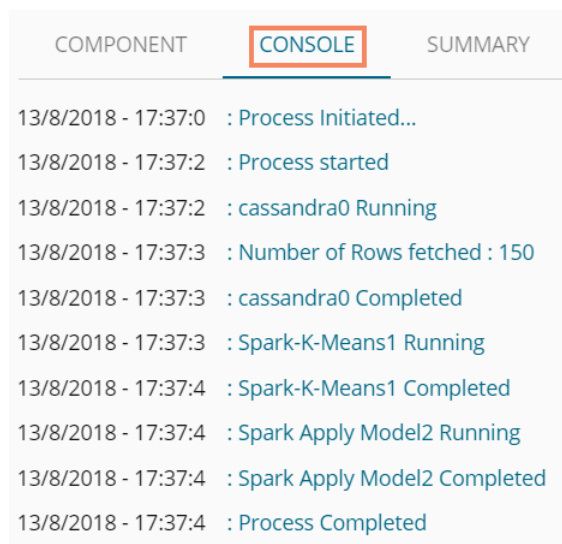 COMPONENT CONSOLE SUMMARY
13/8/2018 - 17:37:0 : Process Initiated...
13/8/2018 - 17:37:2 : Process started
13/8/2018 - 17:37:2 : cassandra0 Running
13/8/2018 - 17:37:3 : Number of Rows fetched : 150
13/8/2018 - 17:37:3 : cassandra0 Completed
13/8/2018 - 17:37:3 : Spark-K-Means1 Running
13/8/2018 - 17:37:4 : Spark-K-Means1 Completed
13/8/2018 - 17:37:4 : Spark Apply Model2 Running
13/8/2018 - 17:37:4 : Spark Apply Model2 Completed
13/8/2018 - 17:37:4 : Process Completed